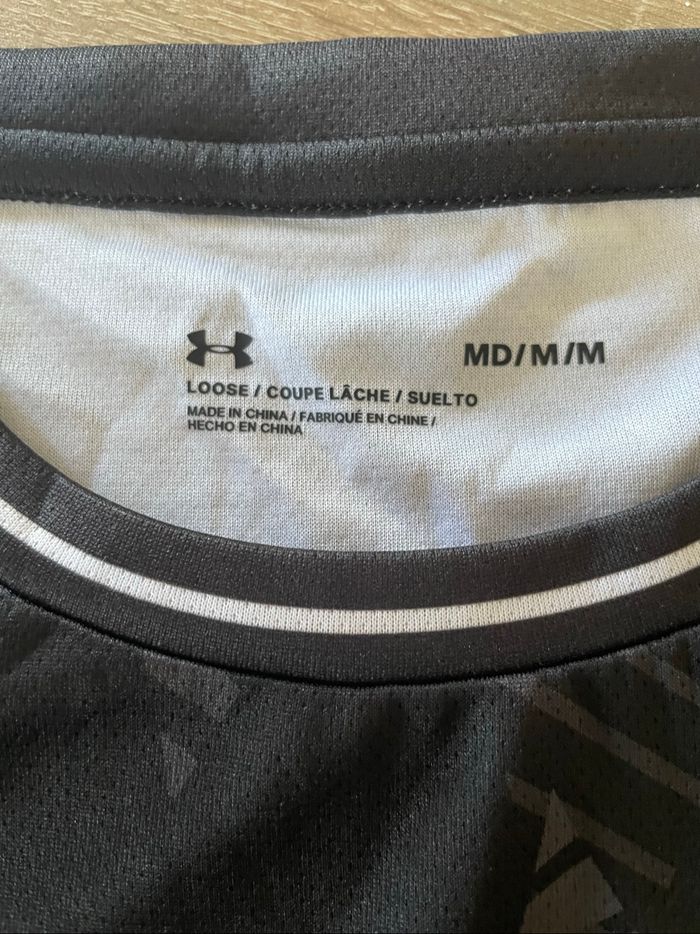 MD/M/M
LOOSE / COUPE LÂCHE / SUELTO
MADE IN CHINA / FABRIQUÉ EN CHINE /
HECHO EN CHINA